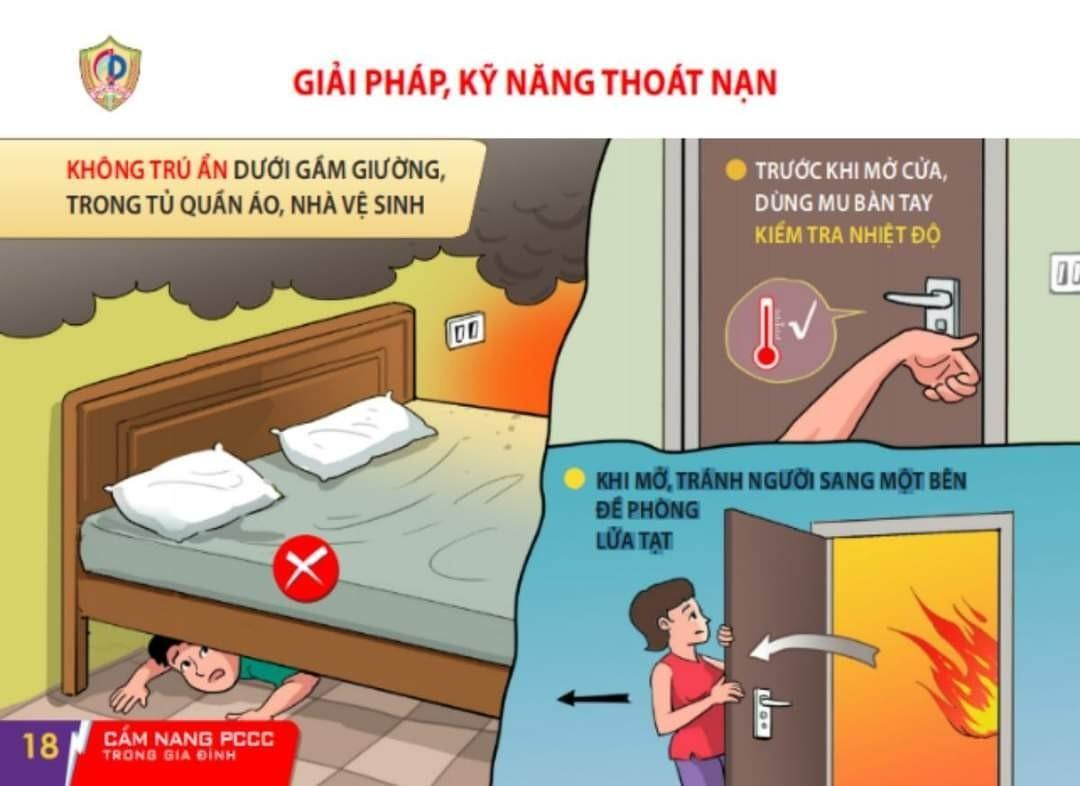 GIẢI PHÁP, KỸ NĂNG THOÁT NẠN
KHÔNG TRÚ ẨN DƯỚI GẦM GIƯỜNG,
TRONG TỦ QUẦN ÁO, NHÀ VỆ SINH
TRƯỚC KHI MỞ CỬA,
DÙNG MU BÀN TAY
KIỂM TRA NHIỆT ĐỘ
KHI MỞ, TRÁNH NGƯỜI SANG MỘT BÊN
ĐỀ PHÒNG
LỬA TẠT
18
CẨM NANG PCCC
TRONG GIA ĐÌNH